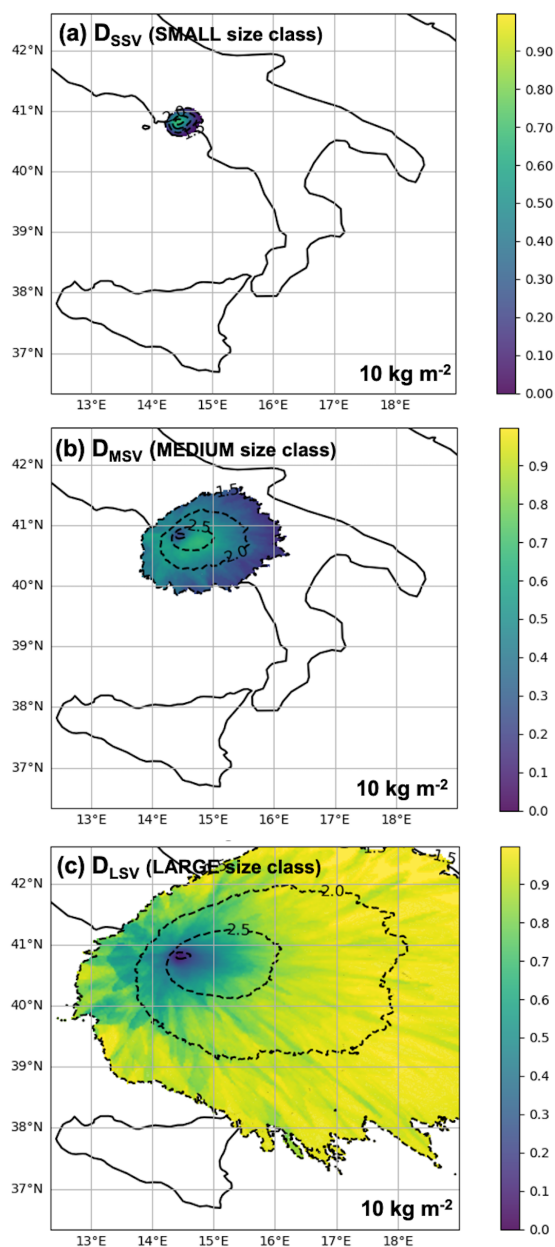 (a) D_SSV (SMALL size class)
42°N
41°N
40°N
39°N
38°N
37°N
13°E 14°E 15°E 16°E 17°E 18°E
10 kg m⁻²
0.90
0.80
0.70
0.60
0.50
0.40
0.30
0.20
0.10
0.00
(b) D_MSV (MEDIUM size class)
1.5
2.5
2.0
42°N
41°N
40°N
39°N
38°N
37°N
13°E 14°E 15°E 16°E 17°E 18°E
10 kg m⁻²
0.9
0.8
0.7
0.6
0.5
0.4
0.3
0.2
0.1
0.0
(c) D_LSV (LARGE size class)
1.5 1.5
2.0
2.5
42°N
41°N
40°N
39°N
38°N
37°N
13°E 14°E 15°E 16°E 17°E 18°E
10 kg m⁻²
0.9
0.8
0.7
0.6
0.5
0.4
0.3
0.2
0.1
0.0